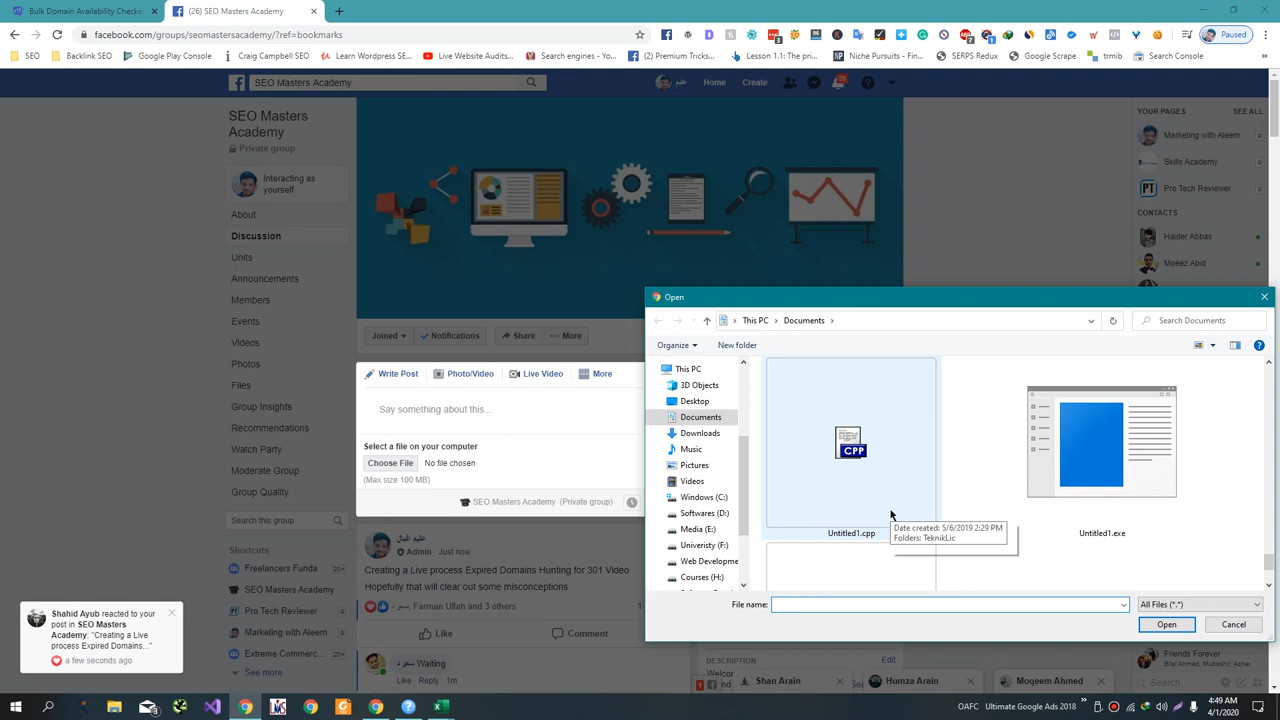 Bulk Domain Availability Checke
(26) SEO Masters Academy
facebook.com/groups/seomastersacademy/?ref=bookmarks
Paused
SEO
Backlink SEO
Google Play Console
Craig Campbell SEO
Learn Wordpress SE...
Live Website Audits...
Search engines - Yo...
(2) Premium Tricks...
Lesson 1.1: The pri...
Niche Pursuits - Fin...
SERPS Redux
Google Scrape
trmib
Search Console
SEO Masters Academy
علیم
Home
Create
28
SEO Masters
Academy
Private group
Interacting as
yourself
About
Discussion
Units
Announcements
Members
Events
Videos
Photos
Files
Group Insights
Recommendations
Watch Party
Moderate Group
Group Quality
Search this group
Shortcuts
Freelancers Funda
20+
SEO Masters Academy
Pro Tech Reviewer
Marketing with Aleem
Extreme Commerc...
20+
See more
Joined
Notifications
Share
More
Write Post
Photo/Video
Live Video
More
Say something about this...
Select a file on your computer
Choose File
No file chosen
(Max size 100 MB)
SEO Masters Academy (Private group)
علیم اقبال
Admin
Just now
Creating a Live process Expired Domains Hunting for 301 Video
Hopefully that will clear out some misconceptions
سعود, Farman Ullah and 3 others
1
Like
Comment
سعود Waiting
Like · Reply · 1m
DESCRIPTION
Edit
YOUR PAGES
SEE ALL
Marketing with Aleem
Skills Academy
Pro Tech Reviewer
CONTACTS
Haider Abbas
Moeez Abid
Friends Forever
Bilal Ahmed, Mubashir, Azhar
Search
Shan Arain
Humza Arain
Moqeem Ahmed
Open
This PC
Documents
Search Documents
Organize
New folder
This PC
3D Objects
Desktop
Documents
Downloads
Music
Pictures
Videos
Windows (C:)
Softwares (D:)
Media (E:)
Univeristy (F:)
Web Developme
Courses (H:)
CPP
Untitled1.cpp
Untitled1.exe
Date created: 5/6/2019 2:29 PM
Folders: TeknikLic
File name:
All Files (*.*)
Open
Cancel
Shahid Ayub reacted to your
post in SEO Masters
Academy: "Creating a Live
process Expired Domains..."
a few seconds ago
OAFC
Ultimate Google Ads 2018
4:49 AM
4/1/2020